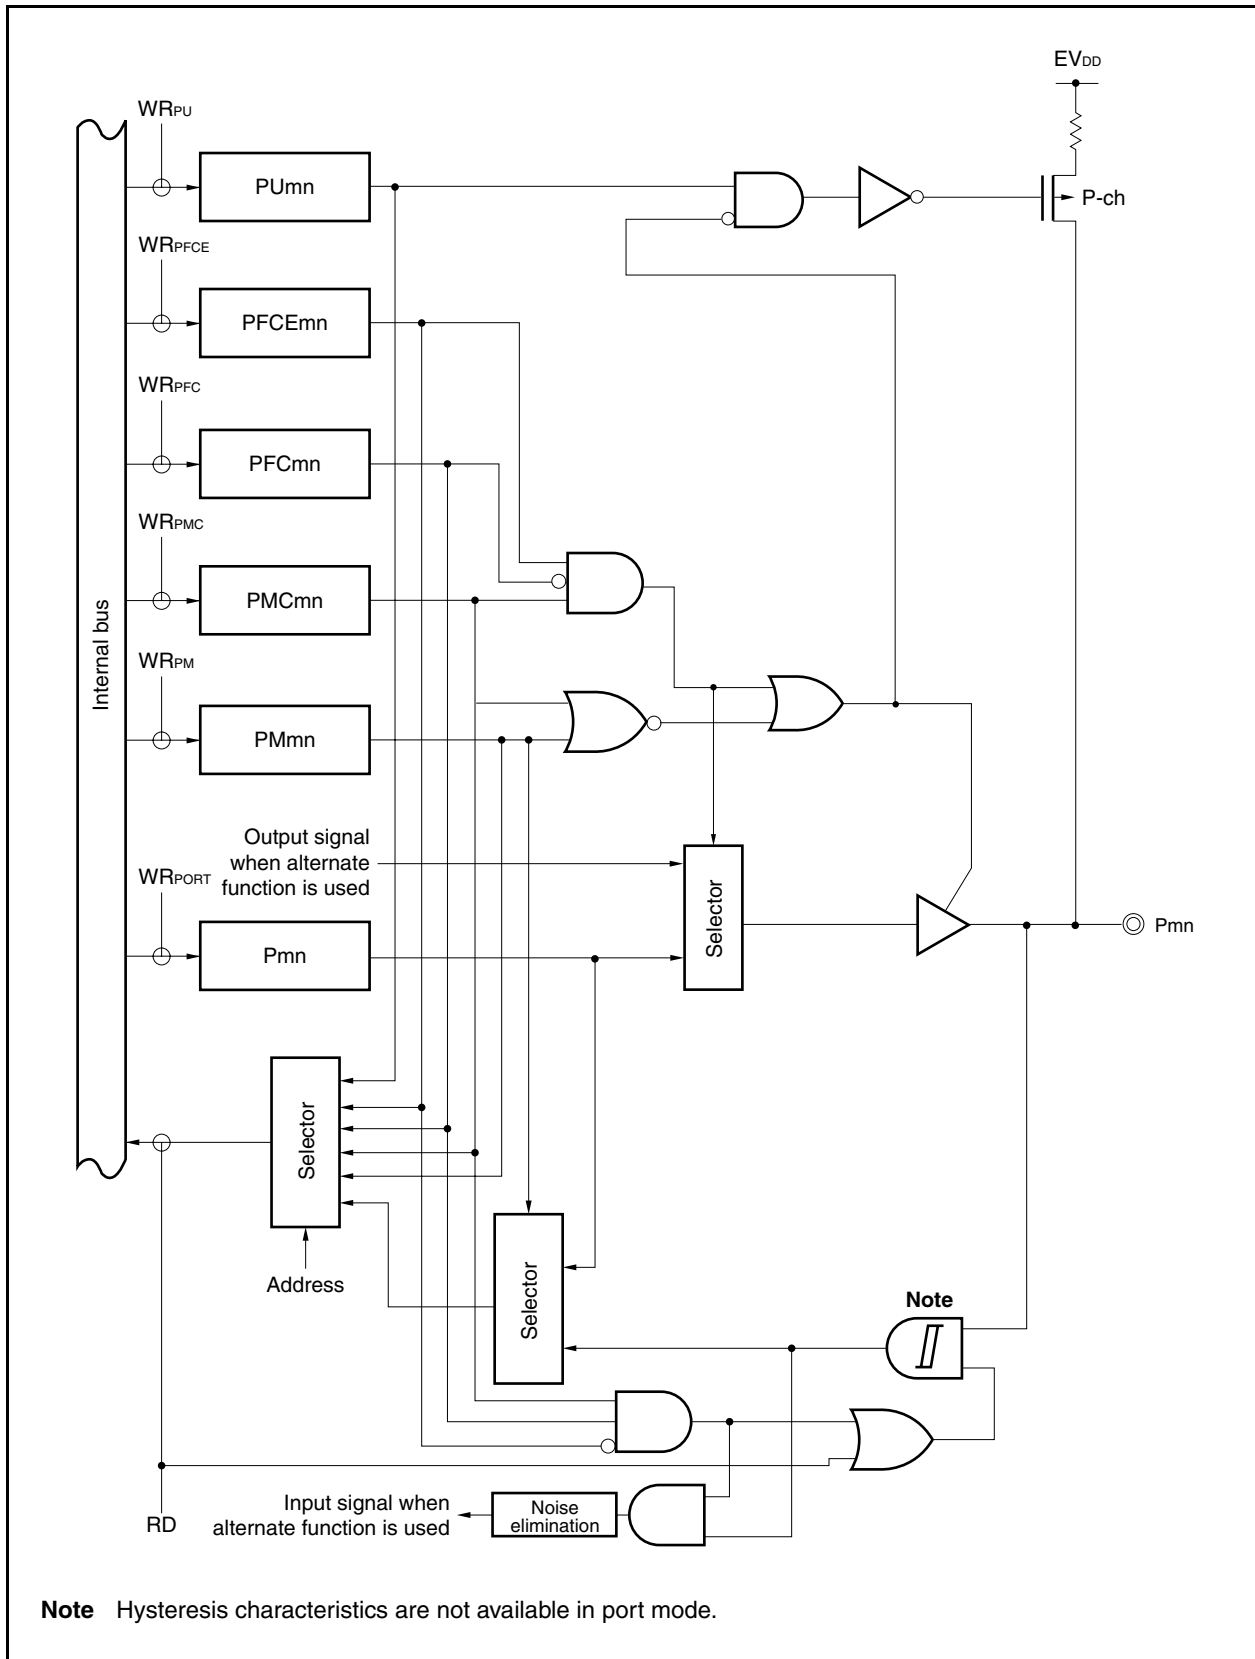 EVDD
WRPU
PUmn
P-ch
WRPFCE
PFCEmn
WRPFC
PFCmn
WRPMC
PMCmn
Internal bus
WRPM
PMmn
Output signal
when alternate
function is used
WRPORT
Pmn
Selector
Pmn
Selector
Address
Selector
Note
RD
Input signal when
alternate function is used
Noise
elimination
Note Hysteresis characteristics are not available in port mode.